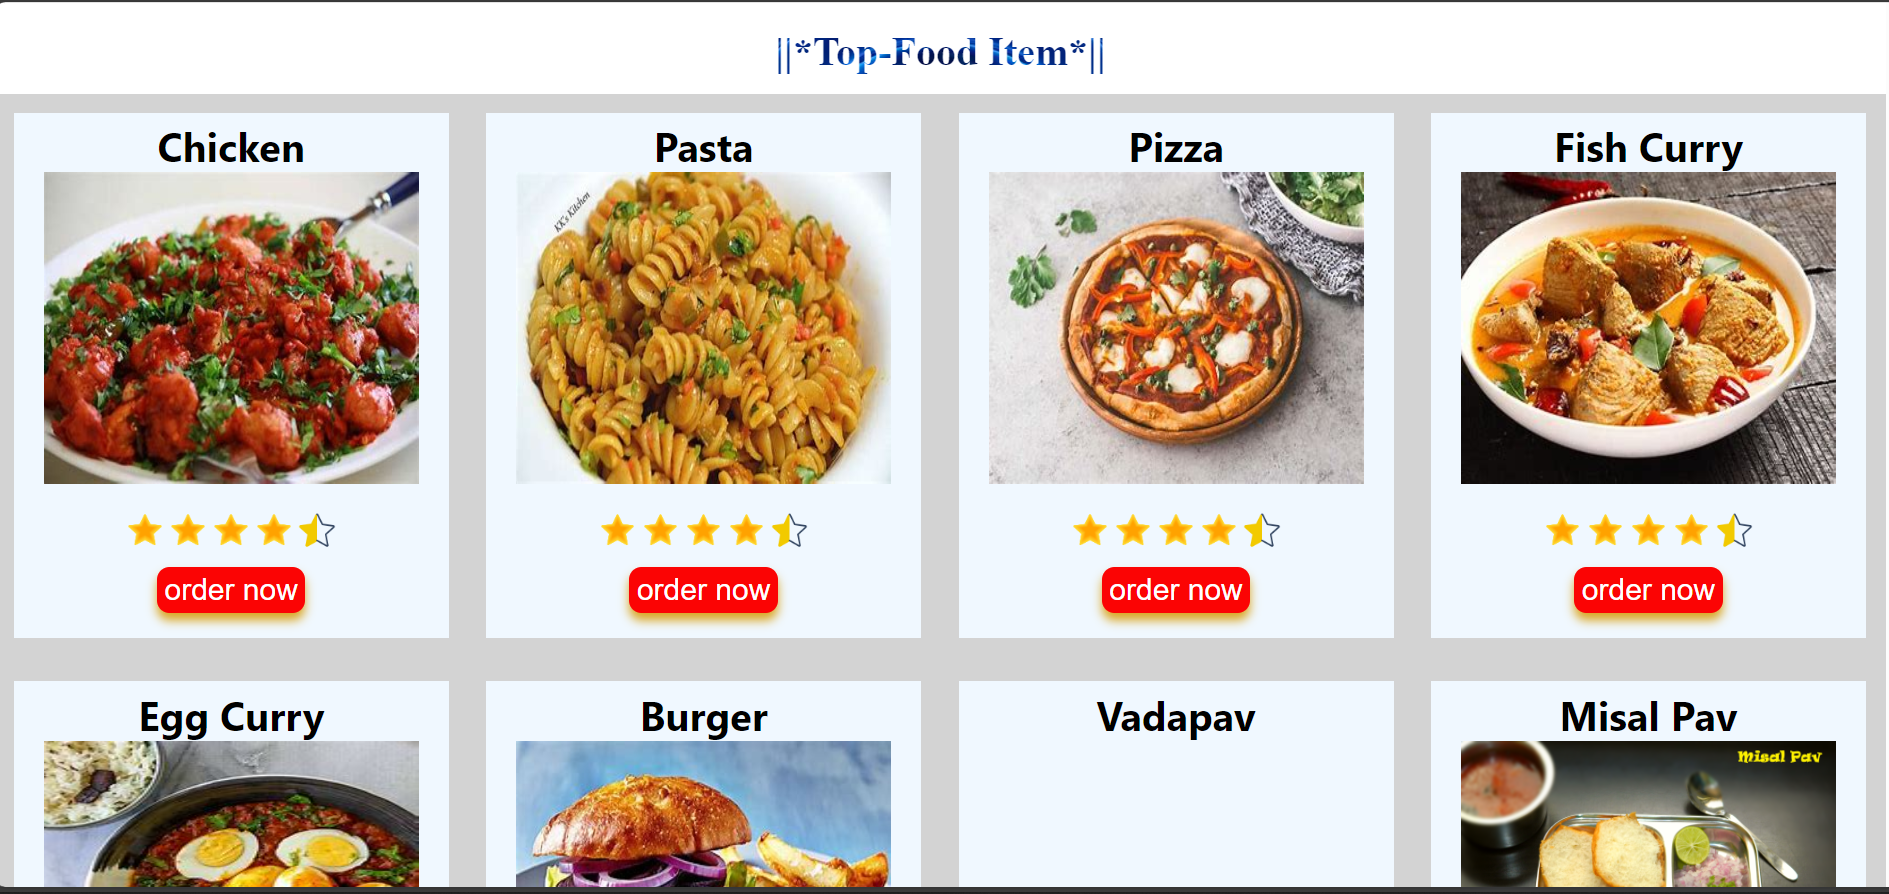 ||*Top-Food Item*||
Chicken
Pasta
Pizza
Fish Curry
KK's Kitchen
order now
order now
order now
order now
Egg Curry
Burger
Vadapav
Misal Pav
Misal Pav